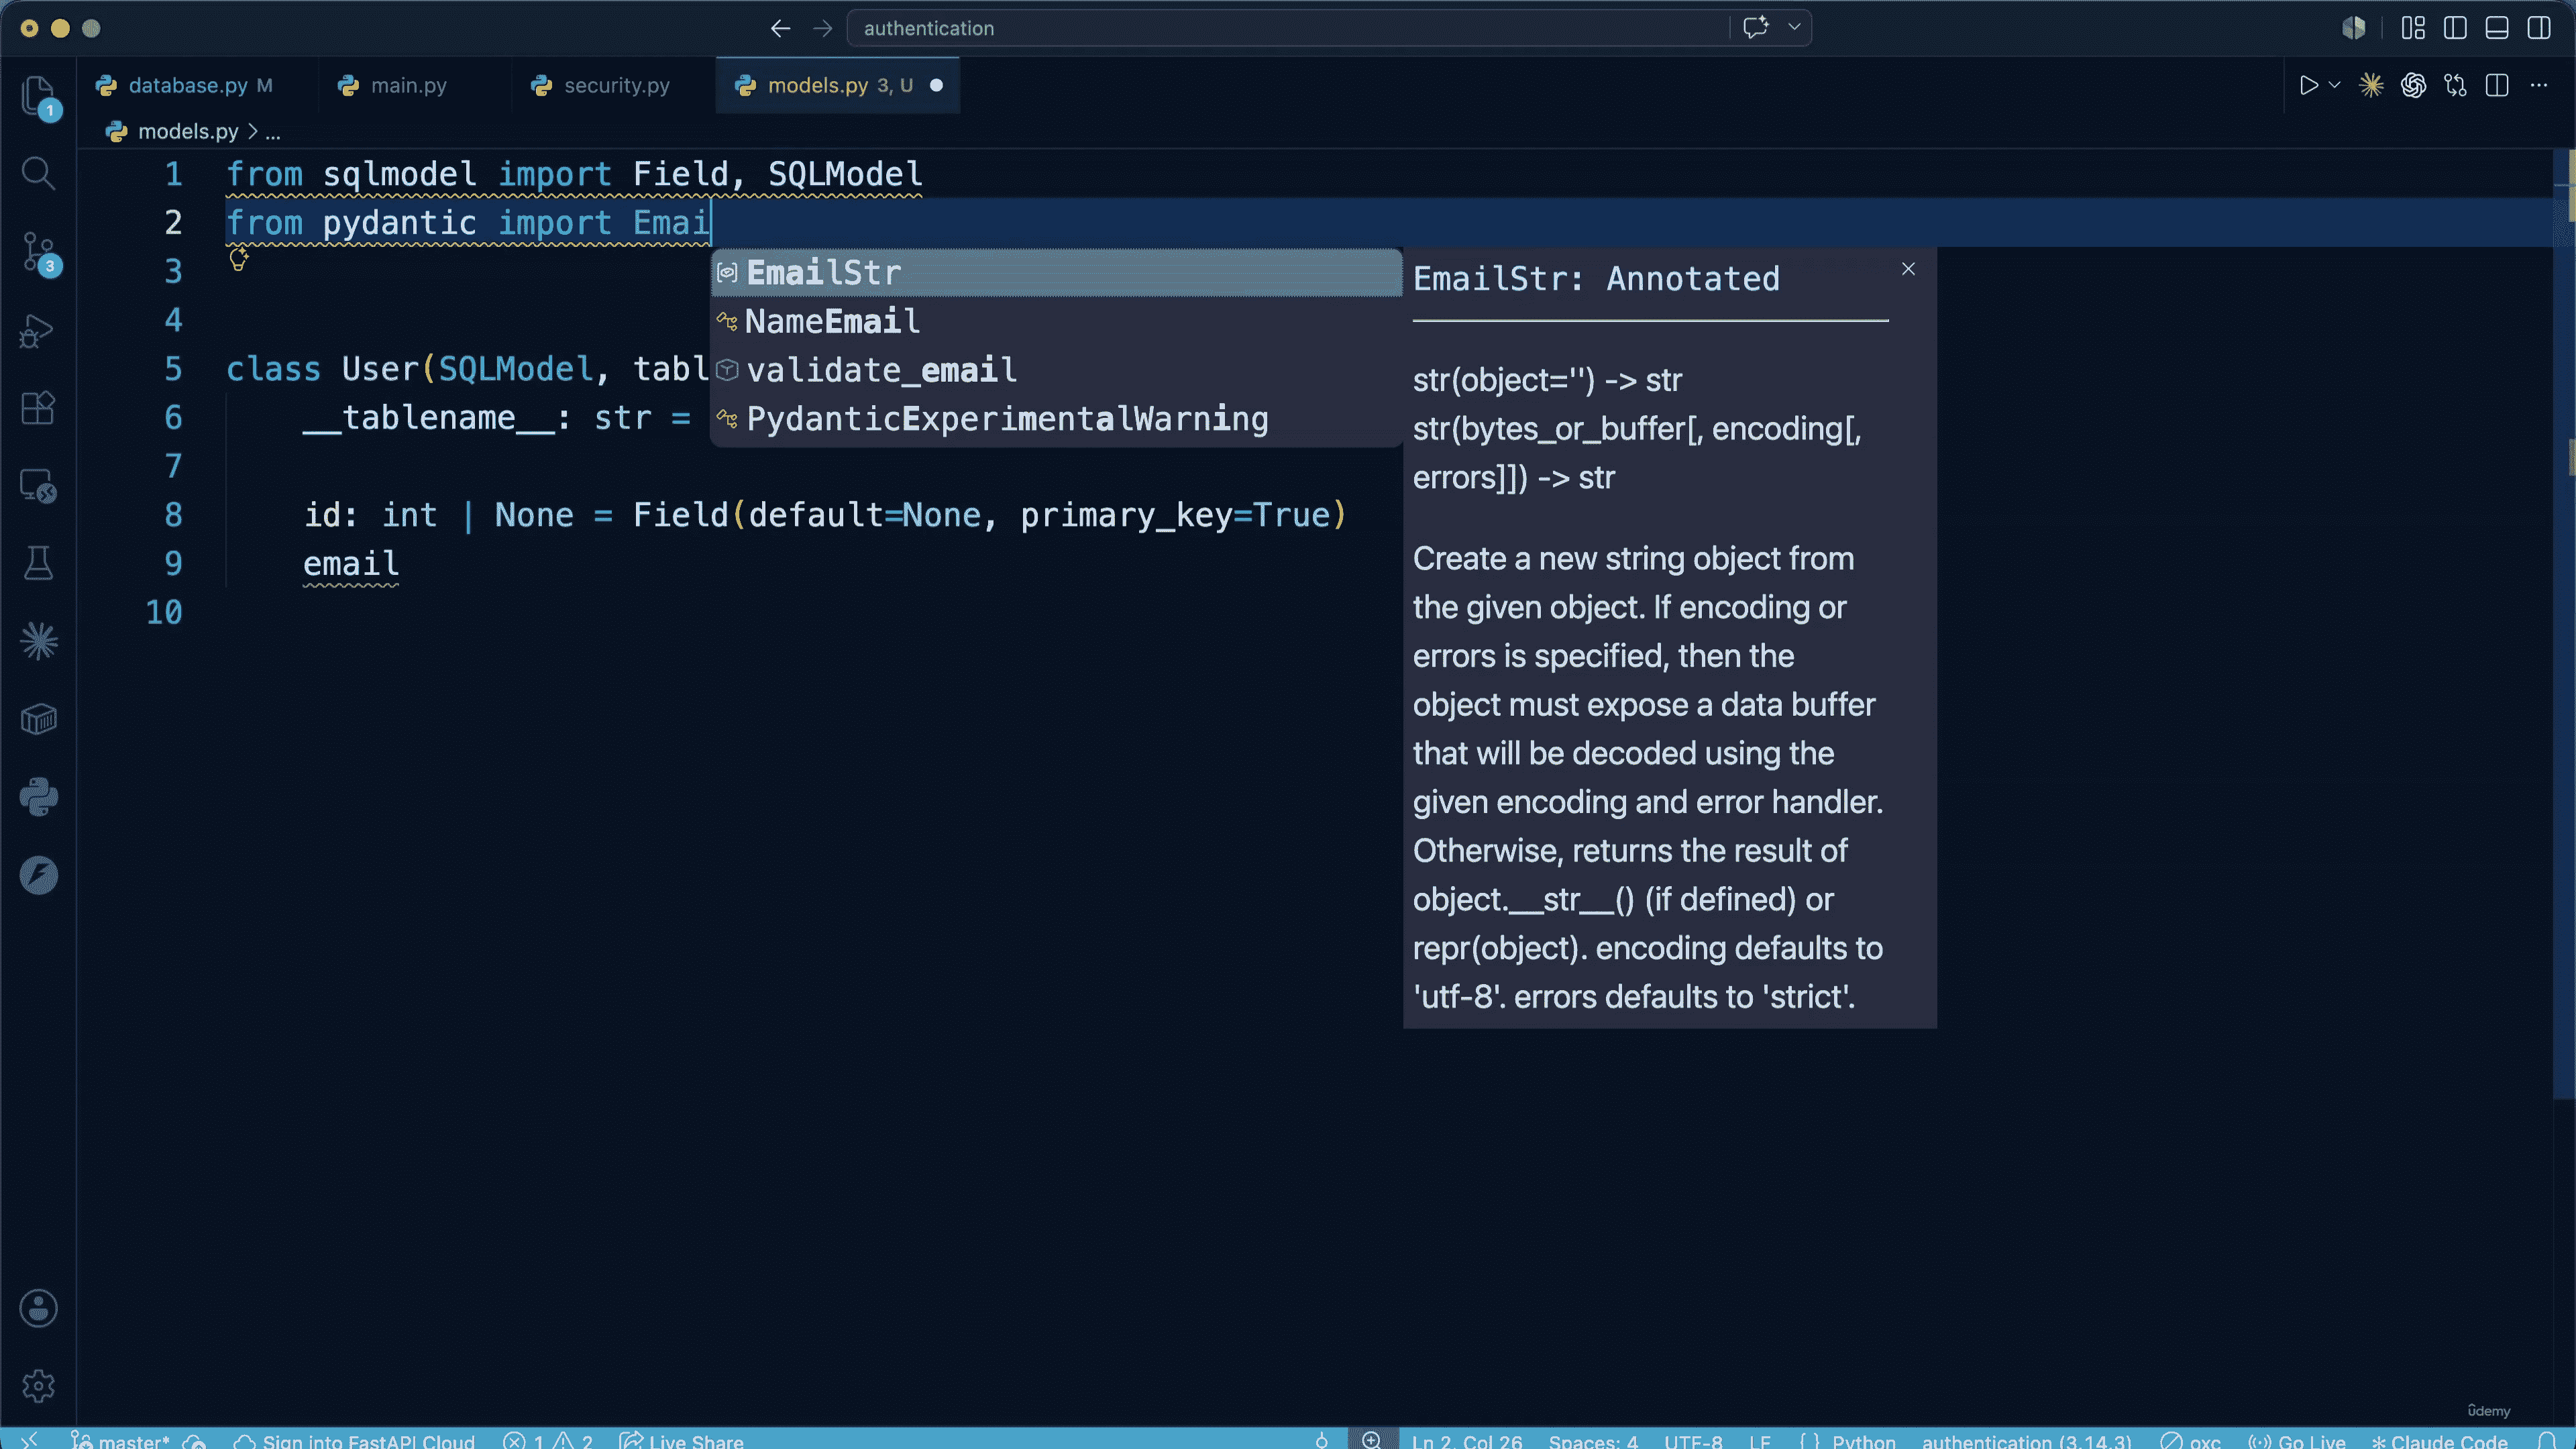 authentication
database.py M
main.py
security.py
models.py 3, U
models.py > ...
1 from sqlmodel import Field, SQLModel
2 from pydantic import Emai
3
4
5 class User(SQLModel, tabl
6 __tablename__: str =
7
8 id: int | None = Field(default=None, primary_key=True)
9 email
10
EmailStr
NameEmail
validate_email
PydanticExperimentalWarning
EmailStr: Annotated
str(object='') -> str
str(bytes_or_buffer[, encoding[,
errors]]) -> str
Create a new string object from
the given object. If encoding or
errors is specified, then the
object must expose a data buffer
that will be decoded using the
given encoding and error handler.
Otherwise, returns the result of
object.__str__() (if defined) or
repr(object). encoding defaults to
'utf-8'. errors defaults to 'strict'.
1
3
udemy
master* Sign into FastAPI Cloud 1 2 Live Share Ln 2, Col 26 Spaces: 4 UTF-8 LF { } Python authentication (3.14.3) oxc Go Live Claude Code